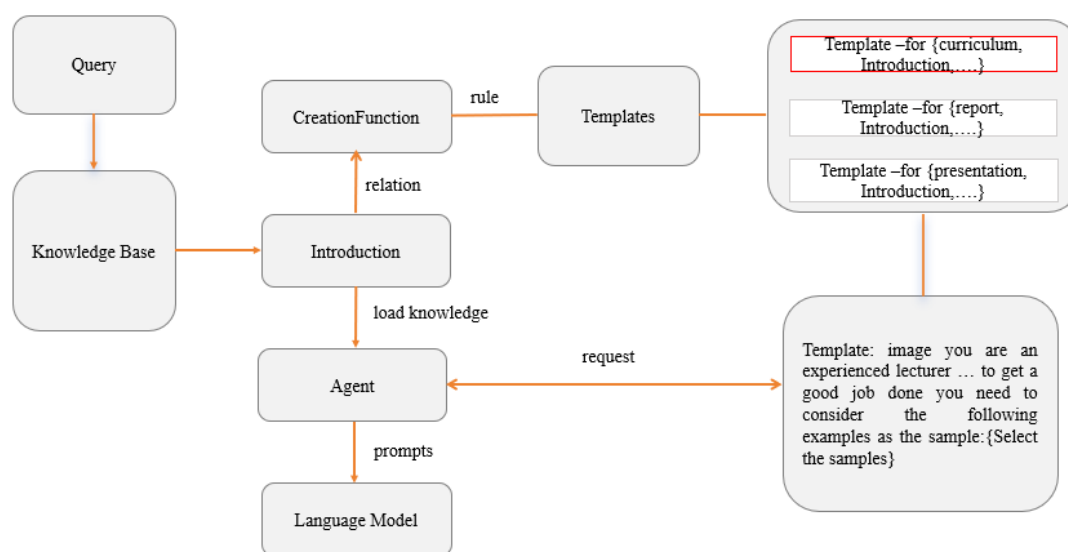 Query
Knowledge Base
CreationFunction
rule
Templates
relation
Introduction
load knowledge
Agent
prompts
Language Model
request
Template –for {curriculum,
Introduction,….}
Template –for {report,
Introduction,….}
Template –for {presentation,
Introduction,….}
Template: image you are an
experienced lecturer … to get a
good job done you need to
consider the following
examples as the sample:{Select
the samples}